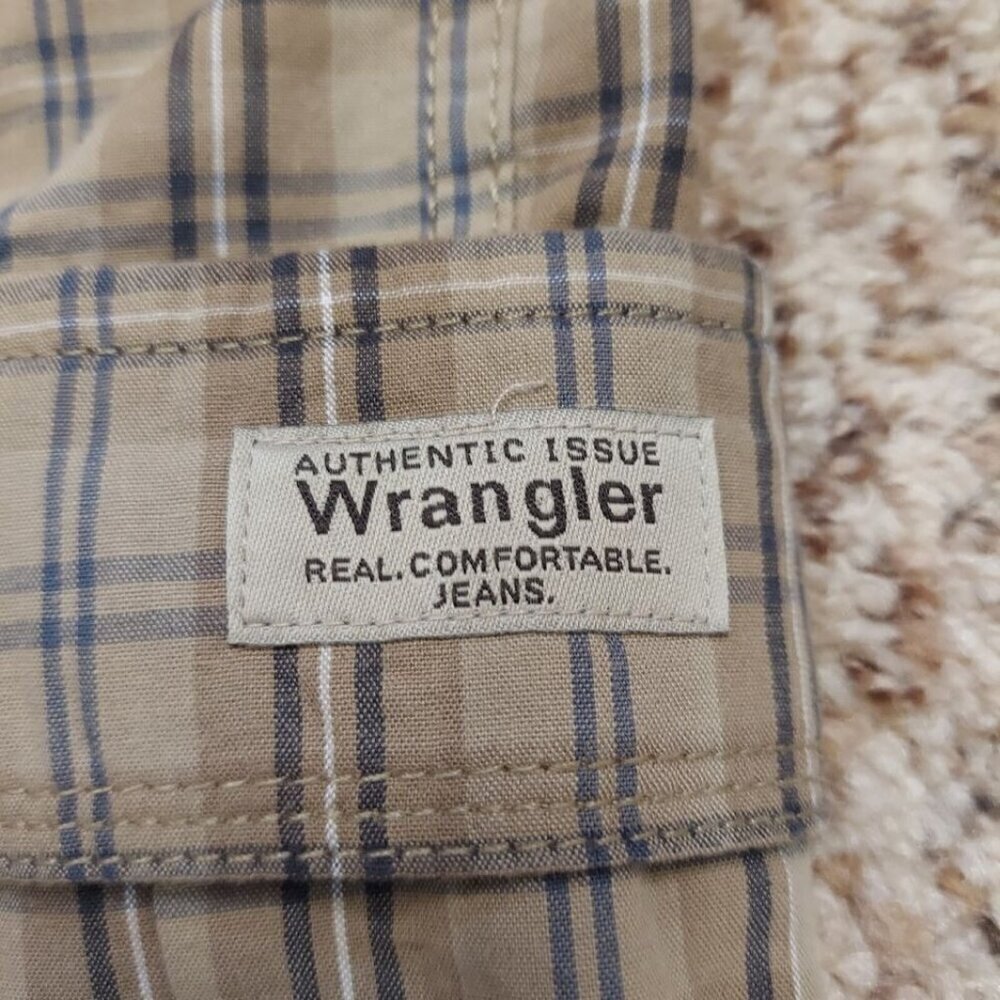 AUTHENTIC ISSUE
Wrangler
REAL. COMFORTABLE.
JEANS.